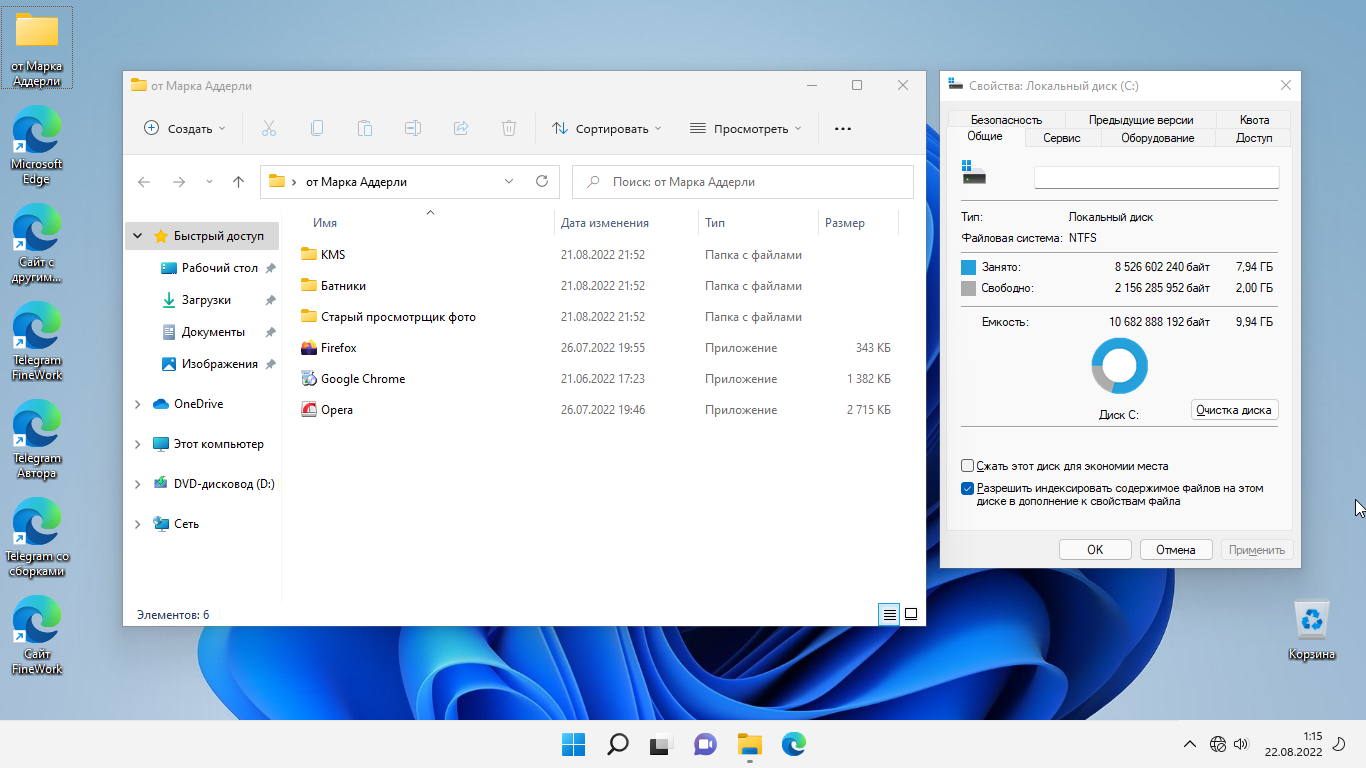 от Марка
Аддерли
Microsoft
Edge
Сайт с
другим...
Telegram
FineWork
Telegram
Автора
Telegram со
сборками
Сайт
FineWork
от Марка Аддерли
Создать
Сортировать
Просмотреть
от Марка Аддерли
Поиск: от Марка Аддерли
Быстрый доступ
Рабочий стол
Загрузки
Документы
Изображения
OneDrive
Этот компьютер
DVD-дисковод (D:)
Сеть
Имя Дата изменения Тип Размер
KMS 21.08.2022 21:52 Папка с файлами
Батники 21.08.2022 21:52 Папка с файлами
Старый просмотрщик фото 21.08.2022 21:52 Папка с файлами
Firefox 26.07.2022 19:55 Приложение 343 КБ
Google Chrome 21.06.2022 17:23 Приложение 1 382 КБ
Opera 26.07.2022 19:46 Приложение 2 715 КБ
Элементов: 6
Свойства: Локальный диск (C:)
Безопасность Предыдущие версии Квота
Общие Сервис Оборудование Доступ
Тип: Локальный диск
Файловая система: NTFS
Занято: 8 526 602 240 байт 7,94 ГБ
Свободно: 2 156 285 952 байт 2,00 ГБ
Емкость: 10 682 888 192 байт 9,94 ГБ
Диск C:
Очистка диска
Сжать этот диск для экономии места
Разрешить индексировать содержимое файлов на этом
диске в дополнение к свойствам файла
OK Отмена Применить
Корзина
1:15
22.08.2022